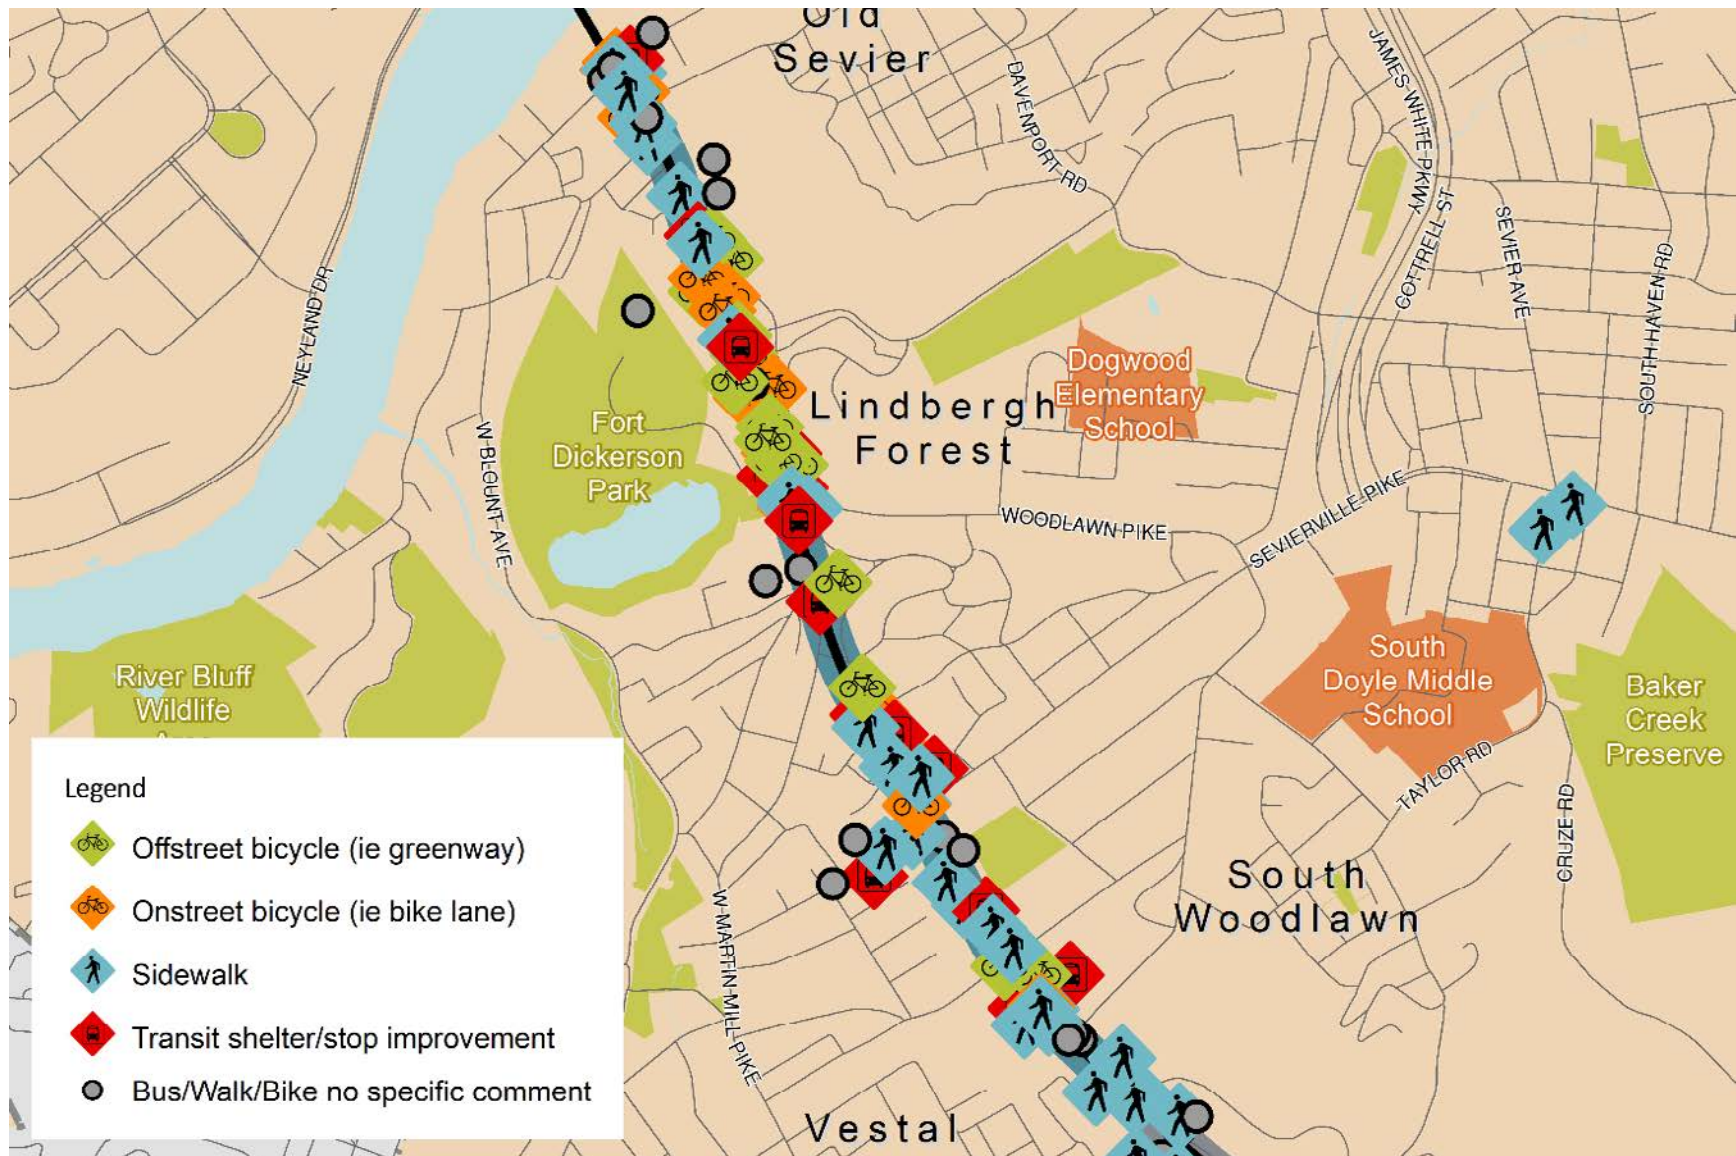 Old
Sevier
DAVENPORT RD
JAMES WHITE PKWY
COTTRELL ST
SEVIER AVE
SOUTH HAVEN RD
NEYLAND DR
Dogwood
Elementary
School
Lindbergh
Forest
Fort
Dickerson
Park
W BLOUNT AVE
WOODLAWN PIKE
SEVIERVILLE PIKE
South
Doyle Middle
School
Baker
Creek
Preserve
River Bluff
Wildlife
Area
TAYLOR RD
CRUZE RD
South
Woodlawn
W MARTIN MILL PIKE
Vestal
Legend
Offstreet bicycle (ie greenway)
Onstreet bicycle (ie bike lane)
Sidewalk
Transit shelter/stop improvement
Bus/Walk/Bike no specific comment